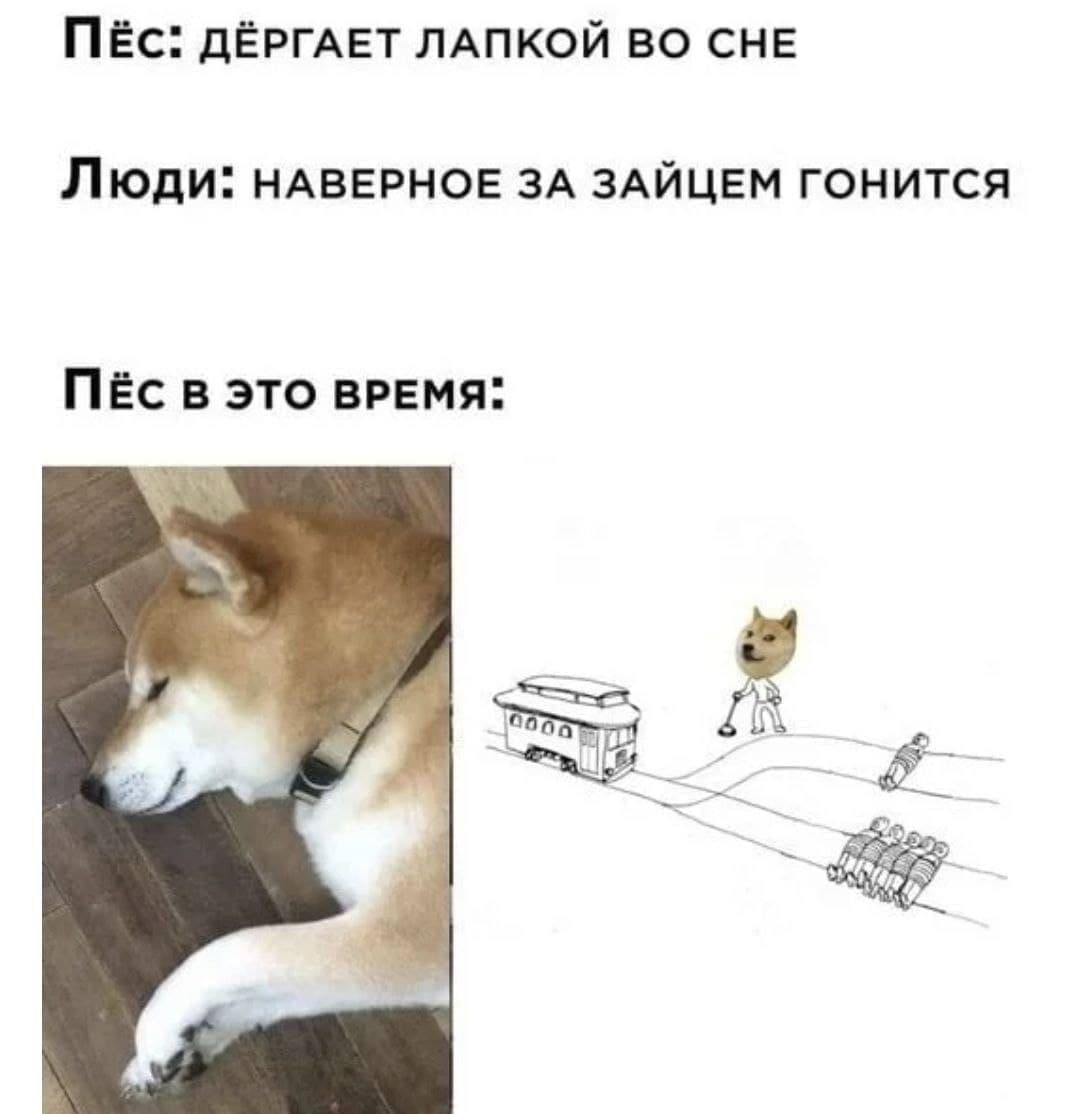 Пёс: дёргает лапкой во сне
Люди: наверное за зайцем гонится
Пёс в это время: